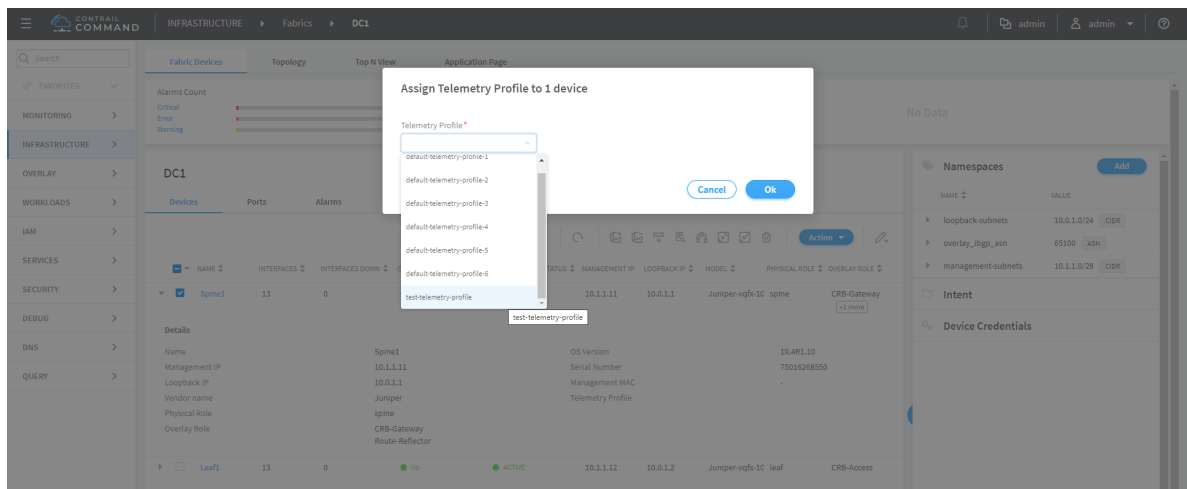 CONTRAIL
COMMAND
INFRASTRUCTURE
Fabrics
DC1
admin
admin
Search
FAVORITES
MONITORING
INFRASTRUCTURE
OVERLAY
WORKLOADS
IAM
SERVICES
SECURITY
DEBUG
DNS
QUERY
Fabric Devices
Topology
Top N View
Application Page
Alarms Count
Critical
Error
Warning
No Data
Assign Telemetry Profile to 1 device
Telemetry Profile*
default-telemetry-profile-1
default-telemetry-profile-2
default-telemetry-profile-3
default-telemetry-profile-4
default-telemetry-profile-5
default-telemetry-profile-6
test-telemetry-profile
test-telemetry-profile
Cancel
Ok
DC1
Devices
Ports
Alarms
Action
NAME INTERFACES INTERFACES DOWN MANAGEMENT IP LOOPBACK IP MODEL PHYSICAL ROLE OVERLAY ROLE
Spine1 13 0 10.1.1.11 10.0.1.1 Juniper-vqfx-10 spine CRB-Gateway
+1 more
Details
Name Spine1 OS Version 19.4R1.10
Management IP 10.1.1.11 Serial Number 75016268550
Loopback IP 10.0.1.1 Management MAC -
Vendor name Juniper Telemetry Profile
Physical Role spine
Overlay Role CRB-Gateway
Route-Reflector
Leaf1 13 0 Up ACTIVE 10.1.1.12 10.0.1.2 Juniper-vqfx-10 leaf CRB-Access
Namespaces
Add
NAME VALUE
loopback-subnets 10.0.1.0/24 CIDR
overlay_ibgp_asn 65100 ASN
management-subnets 10.1.1.0/28 CIDR
Intent
Device Credentials